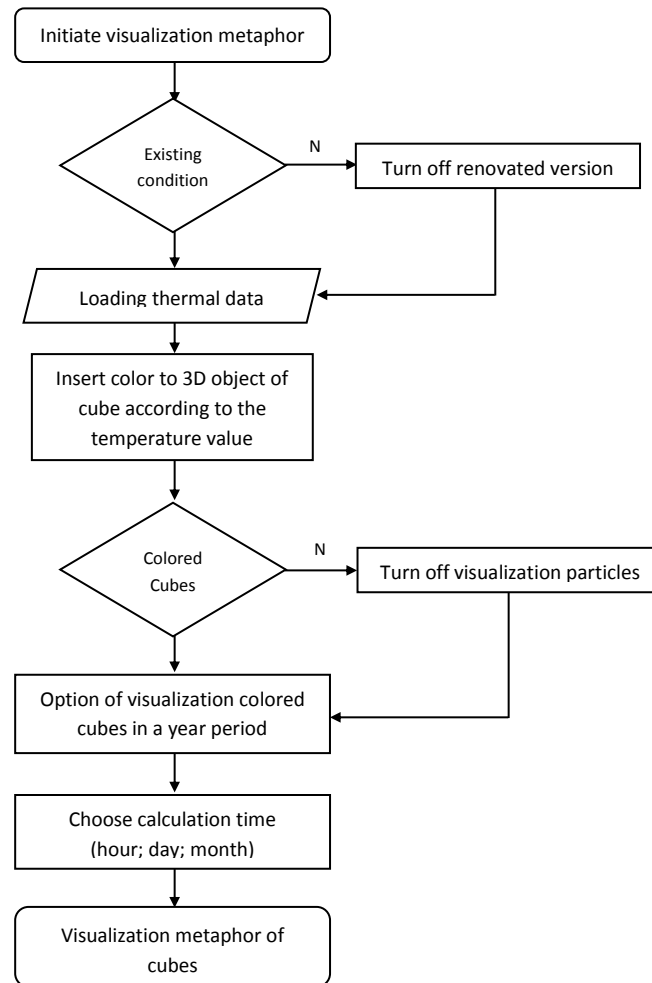 Initiate visualization metaphor
Existing
condition
N
Turn off renovated version
Loading thermal data
Insert color to 3D object of
cube according to the
temperature value
Colored
Cubes
N
Turn off visualization particles
Option of visualization colored
cubes in a year period
Choose calculation time
(hour; day; month)
Visualization metaphor of
cubes